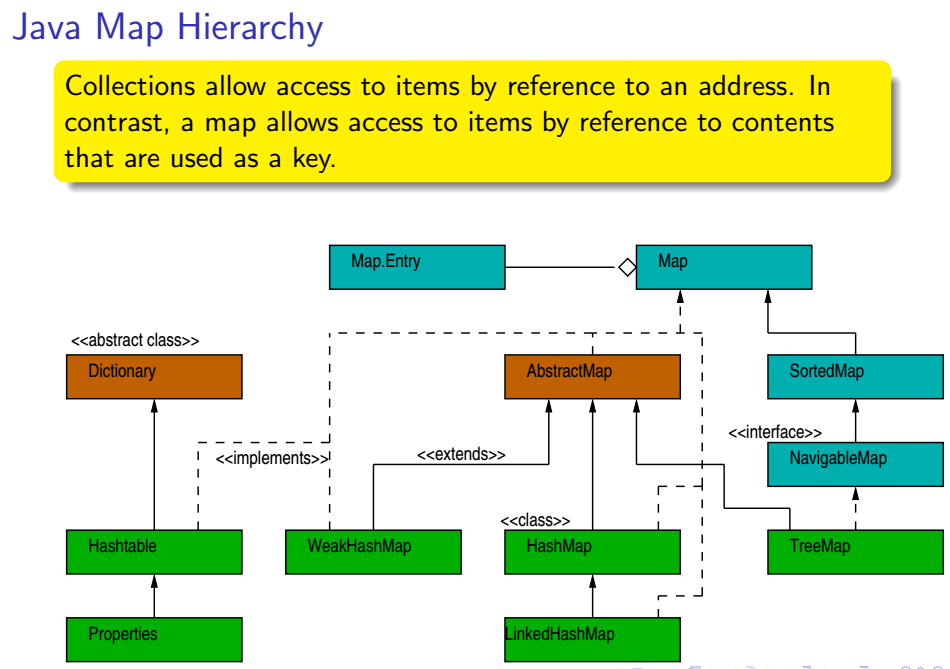 Java Map Hierarchy
Collections allow access to items by reference to an address. In
contrast, a map allows access to items by reference to contents
that are used as a key.
Map.Entry
Map
<<abstract class>>
Dictionary
AbstractMap
SortedMap
<<interface>>
<<implements>>
<<extends>>
NavigableMap
<<class>>
Hashtable
WeakHashMap
HashMap
TreeMap
Properties
LinkedHashMap